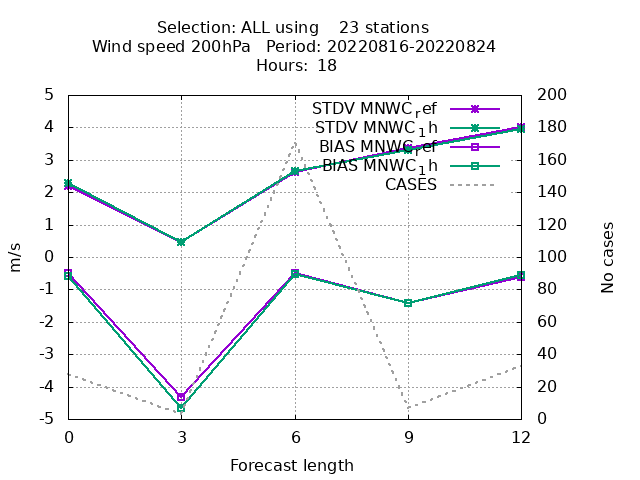 Selection: ALL using    23 stations
Wind speed 200hPa   Period: 20220816-20220824
Hours: 18
5 200
4 180
3 160
2 140
1 120
0 100
-1 80
-2 60
-3 40
-4 20
-5 0
STDV MNWC_ref
STDV MNWC_1h
BIAS MNWC_ref
BIAS MNWC_1h
CASES
m/s
No cases
0 3 6 9 12
Forecast length